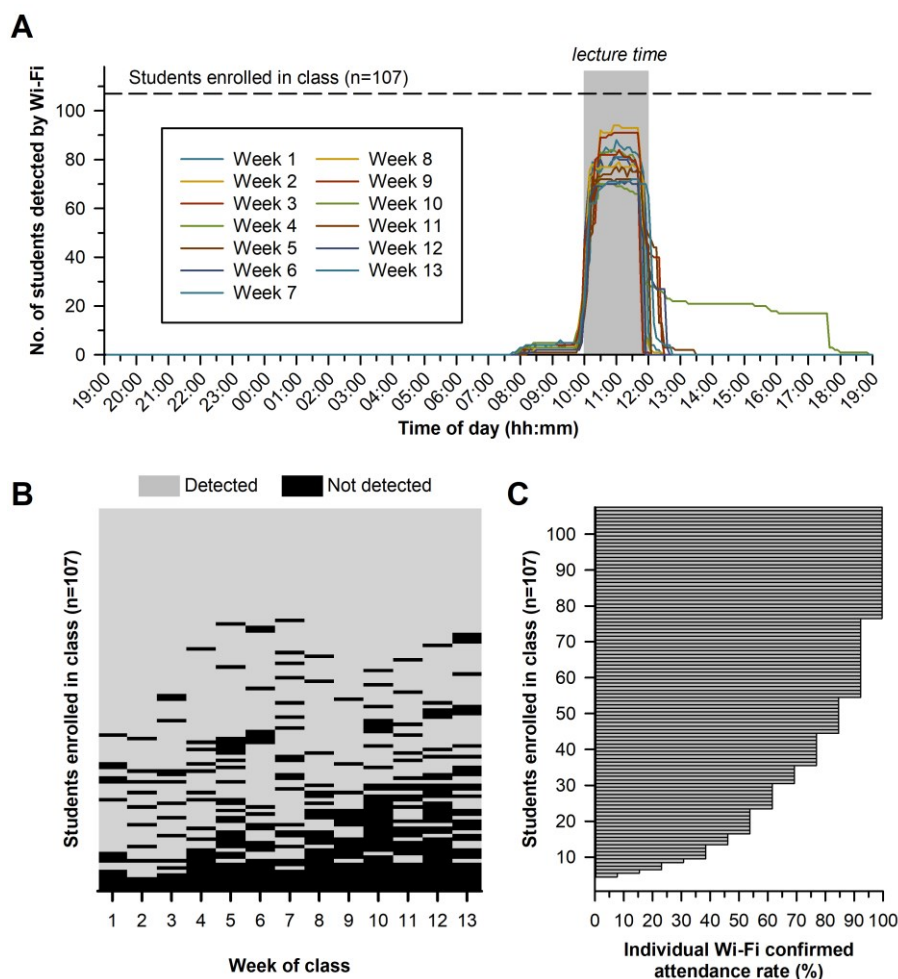 A
lecture time
Students enrolled in class (n=107)
No. of students detected by Wi-Fi
100
80
60
40
20
0
Week 1 Week 8
Week 2 Week 9
Week 3 Week 10
Week 4 Week 11
Week 5 Week 12
Week 6 Week 13
Week 7
19:00 20:00 21:00 22:00 23:00 00:00 01:00 02:00 03:00 04:00 05:00 06:00 07:00 08:00 09:00 10:00 11:00 12:00 13:00 14:00 15:00 16:00 17:00 18:00 19:00
Time of day (hh:mm)
B
Detected Not detected
Students enrolled in class (n=107)
1 2 3 4 5 6 7 8 9 10 11 12 13
Week of class
C
Students enrolled in class (n=107)
100
90
80
70
60
50
40
30
20
10
0 10 20 30 40 50 60 70 80 90 100
Individual Wi-Fi confirmed
attendance rate (%)